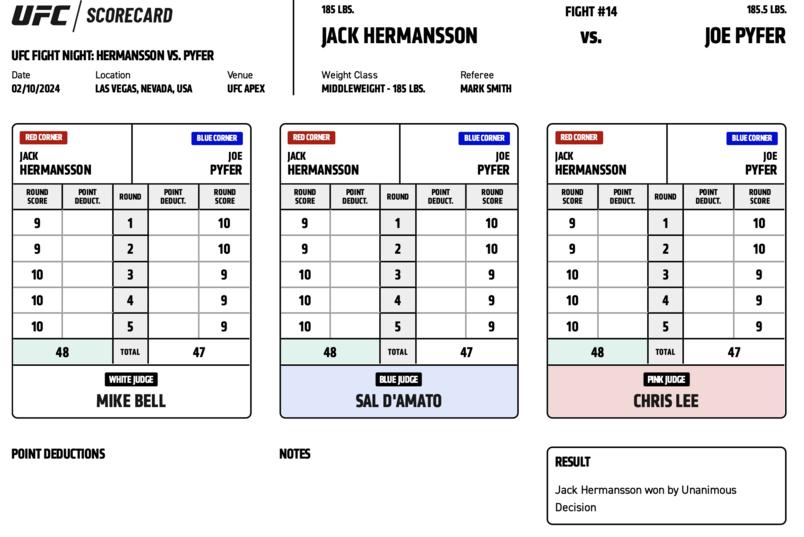 UFC / SCORECARD
UFC FIGHT NIGHT: HERMANSSON VS. PYFER
Date Location Venue
02/10/2024 LAS VEGAS, NEVADA, USA UFC APEX
185 LBS. FIGHT #14 185.5 LBS.
JACK HERMANSSON VS. JOE PYFER
Weight Class Referee
MIDDLEWEIGHT - 185 LBS. MARK SMITH
RED CORNER BLUE CORNER
JACK JOE
HERMANSSON PYFER
ROUND POINT ROUND POINT ROUND
SCORE DEDUCT. DEDUCT. SCORE
9 1 10
9 2 10
10 3 9
10 4 9
10 5 9
48 TOTAL 47
WHITE JUDGE
MIKE BELL
RED CORNER BLUE CORNER
JACK JOE
HERMANSSON PYFER
ROUND POINT ROUND POINT ROUND
SCORE DEDUCT. DEDUCT. SCORE
9 1 10
9 2 10
10 3 9
10 4 9
10 5 9
48 TOTAL 47
BLUE JUDGE
SAL D'AMATO
RED CORNER BLUE CORNER
JACK JOE
HERMANSSON PYFER
ROUND POINT ROUND POINT ROUND
SCORE DEDUCT. DEDUCT. SCORE
9 1 10
9 2 10
10 3 9
10 4 9
10 5 9
48 TOTAL 47
PINK JUDGE
CHRIS LEE
POINT DEDUCTIONS
NOTES
RESULT
Jack Hermansson won by Unanimous
Decision